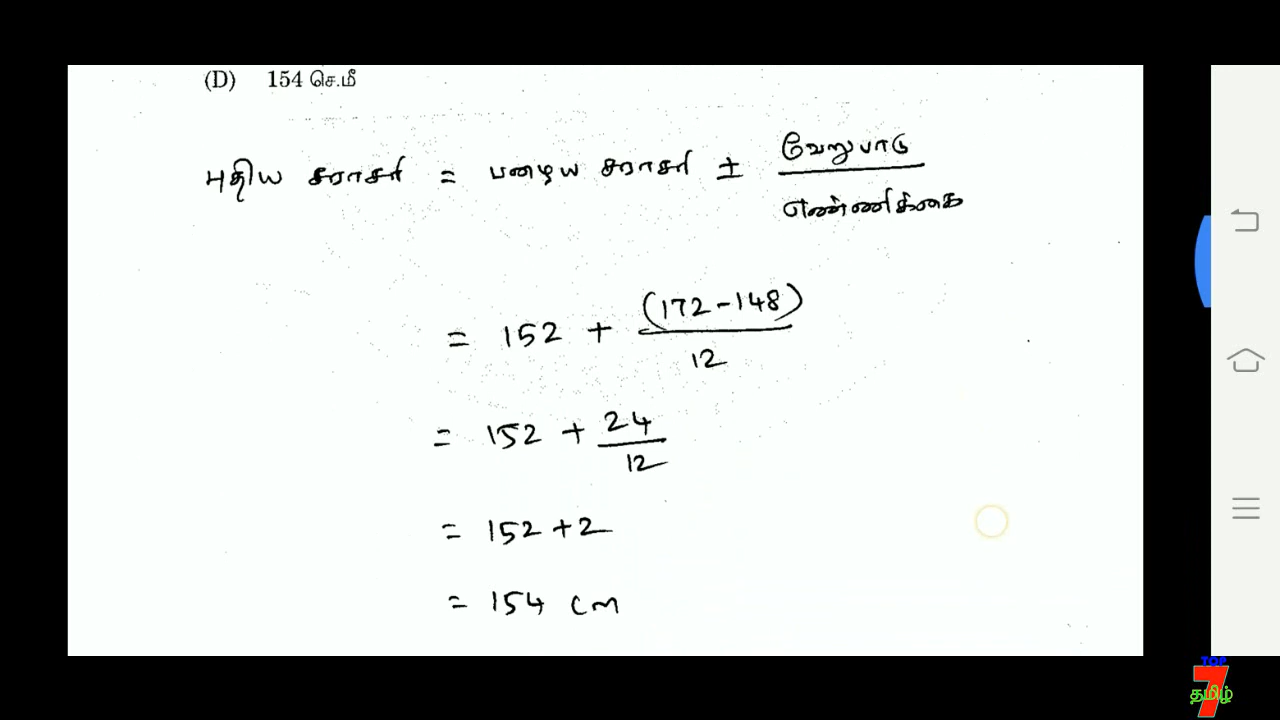 (D) 154 செ.மீ
புதிய சராசரி = பழைய சராசரி ± வேறுபாடு / எண்ணிக்கை
= 152 + (172-148) / 12
= 152 + 24 / 12
= 152 + 2
= 154 cm
TOP
7
தமிழ்